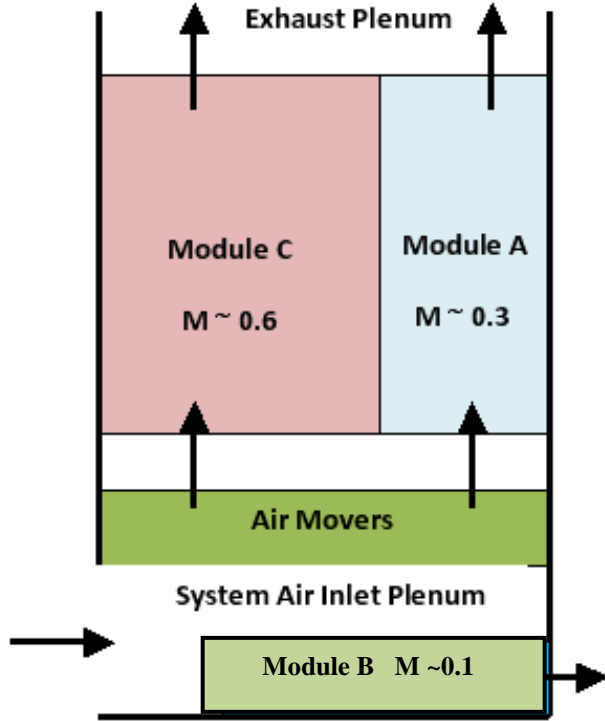 Exhaust Plenum
Module C
M ~ 0.6
Module A
M ~ 0.3
Air Movers
System Air Inlet Plenum
Module B M ~0.1